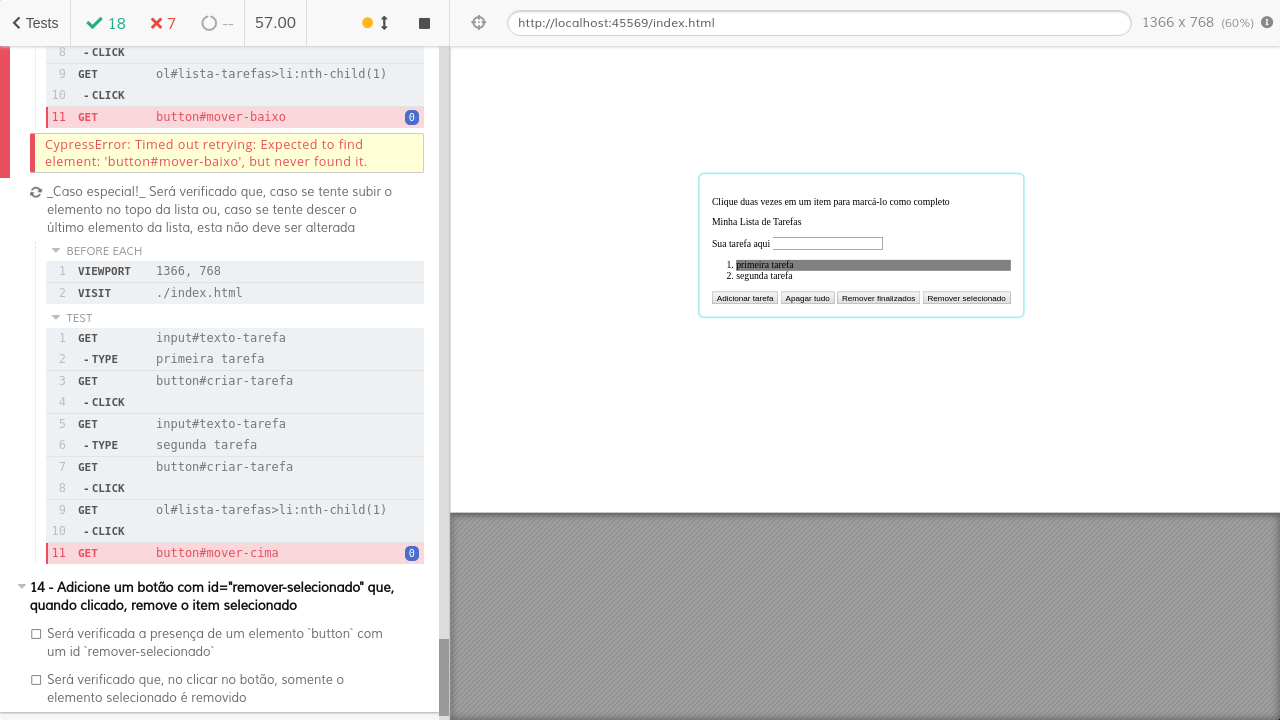 Tests
18
7
--
57.00
http://localhost:45569/index.html
1366 x 768 (60%)
8 - CLICK
9 GET ol#lista-tarefas>li:nth-child(1)
10 - CLICK
11 GET button#mover-baixo 0
CypressError: Timed out retrying: Expected to find
element: 'button#mover-baixo', but never found it.
_Caso especial!_ Será verificado que, caso se tente subir o
elemento no topo da lista ou, caso se tente descer o
último elemento da lista, esta não deve ser alterada
BEFORE EACH
1 VIEWPORT 1366, 768
2 VISIT ./index.html
TEST
1 GET input#texto-tarefa
2 - TYPE primeira tarefa
3 GET button#criar-tarefa
4 - CLICK
5 GET input#texto-tarefa
6 - TYPE segunda tarefa
7 GET button#criar-tarefa
8 - CLICK
9 GET ol#lista-tarefas>li:nth-child(1)
10 - CLICK
11 GET button#mover-cima 0
14 - Adicione um botão com id="remover-selecionado" que,
quando clicado, remove o item selecionado
Será verificada a presença de um elemento `button` com
um id `remover-selecionado`
Será verificado que, no clicar no botão, somente o
elemento selecionado é removido
Clique duas vezes em um item para marcá-lo como completo
Minha Lista de Tarefas
Sua tarefa aqui
1. primeira tarefa
2. segunda tarefa
Adicionar tarefa Apagar tudo Remover finalizados Remover selecionado